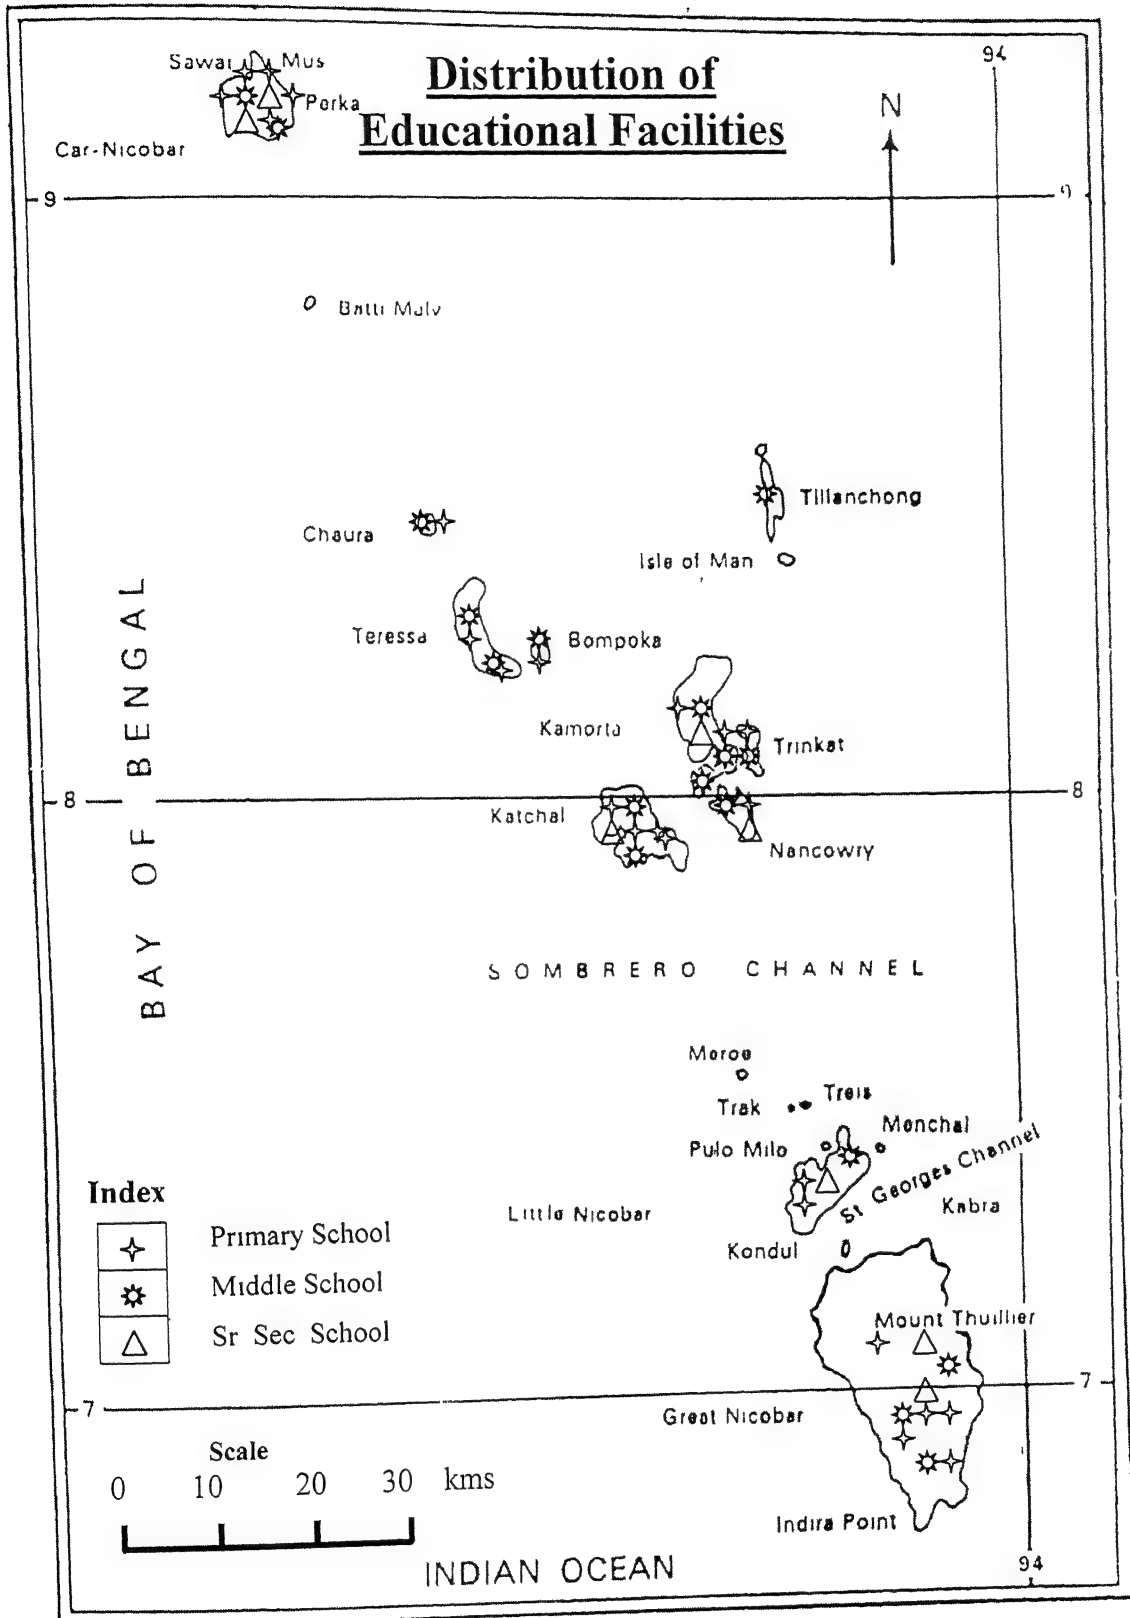 Distribution of
Educational Facilities
94
N
Sawai
Mus
Perka
Car-Nicobar
9
9
Batti Malv
Tillanchong
Chaura
Isle of Man
Teressa
Bompoka
Kamorta
Trinkat
8
8
Katchal
Nancowry
BAY OF BENGAL
SOMBRERO CHANNEL
Meroe
Trak
Treis
Menchal
Pulo Milo
St Georges Channel
Kabra
Little Nicobar
Kondul
Index
Primary School
Middle School
Sr Sec School
Mount Thuillier
7
7
Great Nicobar
Scale
0 10 20 30 kms
Indira Point
INDIAN OCEAN
94